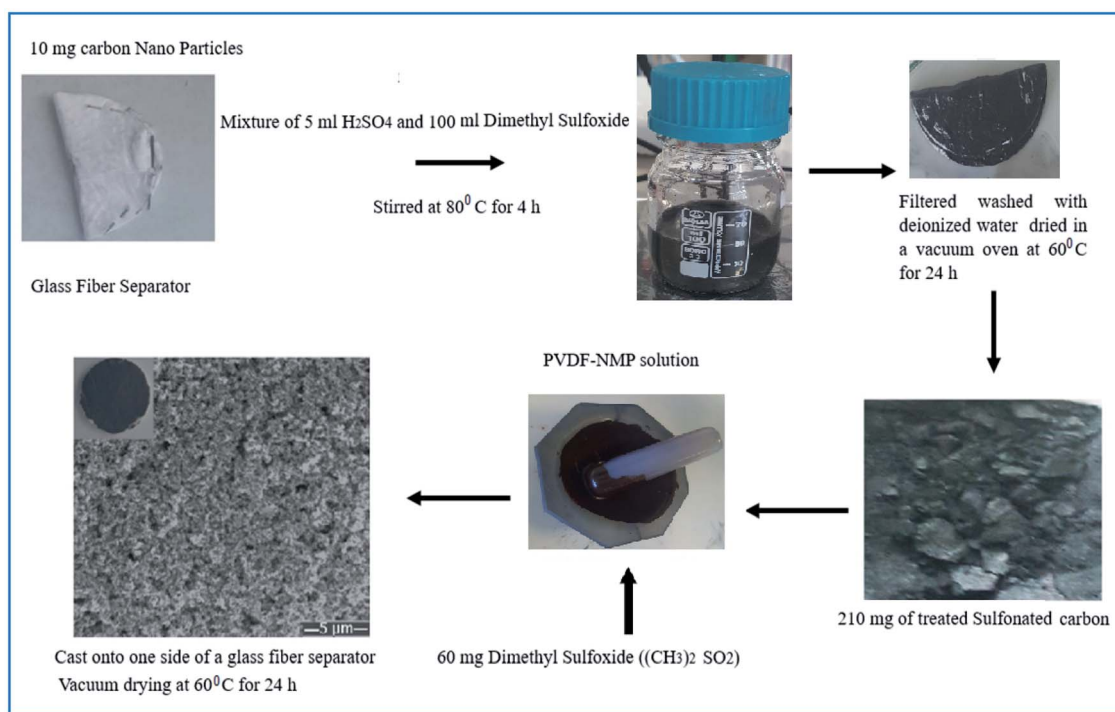 10 mg carbon Nano Particles
Mixture of 5 ml H2SO4 and 100 ml Dimethyl Sulfoxide
Stirred at 80⁰ C for 4 h
Glass Fiber Separator
Filtered washed with
deionized water dried in
a vacuum oven at 60⁰C
for 24 h
210 mg of treated Sulfonated carbon
PVDF-NMP solution
60 mg Dimethyl Sulfoxide ((CH3)2 SO2)
5 µm
Cast onto one side of a glass fiber separator
Vacuum drying at 60⁰C for 24 h